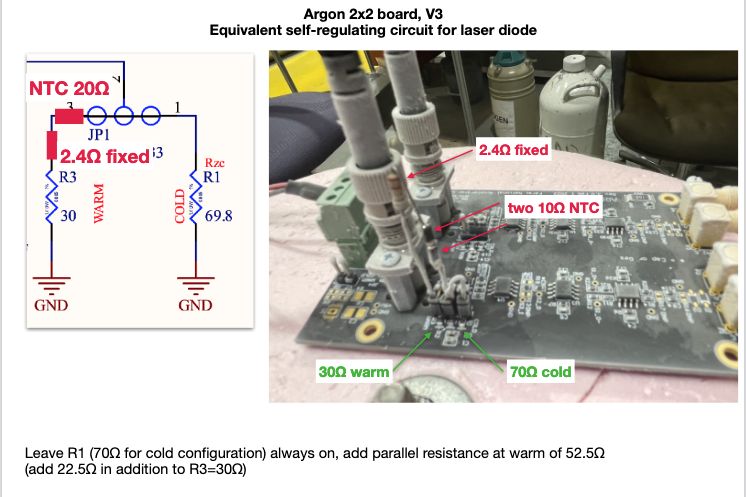 Argon 2x2 board, V3
Equivalent self-regulating circuit for laser diode
NTC 20Ω
3
1
JP1
2.4Ω fixed
R3
30
WARM
COLD
Rzc
R1
69.8
GND
GND
2.4Ω fixed
two 10Ω NTC
30Ω warm
70Ω cold
Leave R1 (70Ω for cold configuration) always on, add parallel resistance at warm of 52.5Ω
(add 22.5Ω in addition to R3=30Ω)